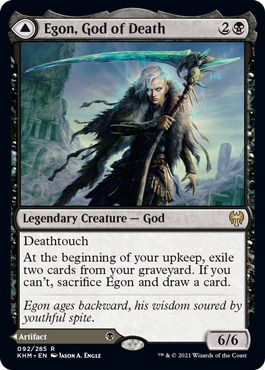 Egon, God of Death
2
Legendary Creature — God
Deathtouch
At the beginning of your upkeep, exile
two cards from your graveyard. If you
can't, sacrifice Egon and draw a card.
Egon ages backward, his wisdom soured by
youthful spite.
Artifact
6/6
092/285 R
KHM • EN Jason A. Engle
™ & © 2021 Wizards of the Coast